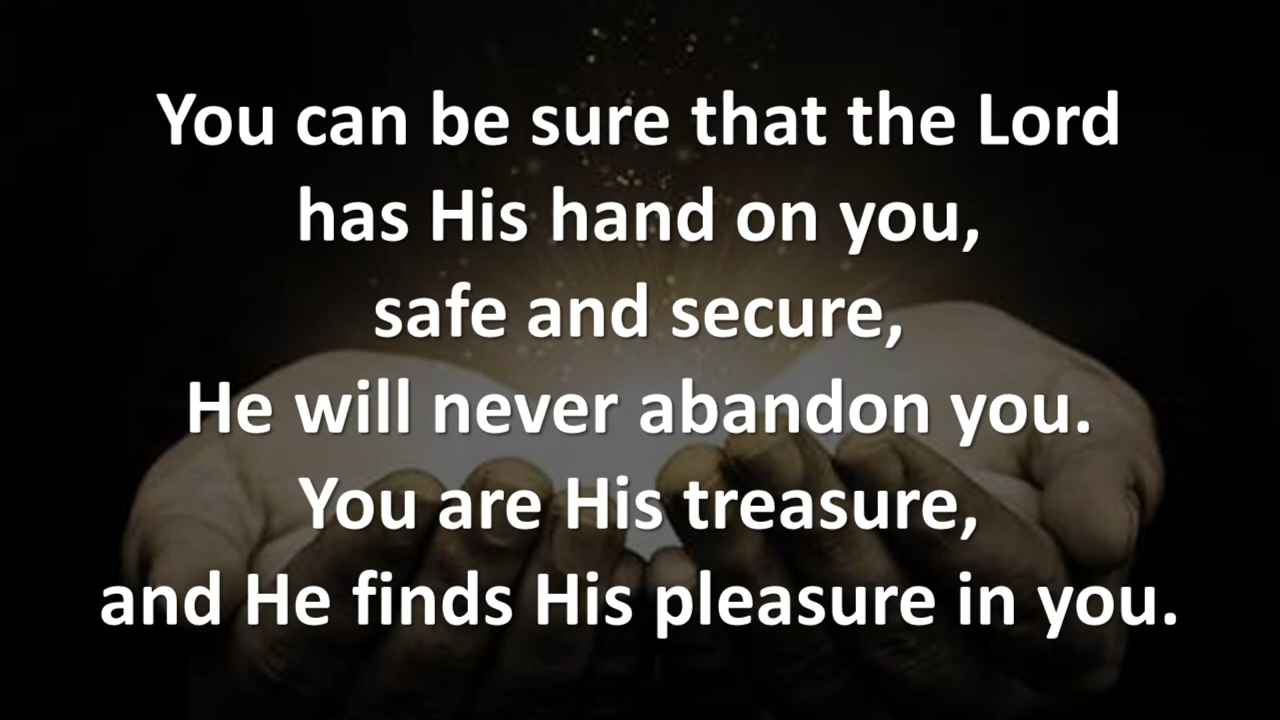 You can be sure that the Lord
has His hand on you,
safe and secure,
He will never abandon you.
You are His treasure,
and He finds His pleasure in you.